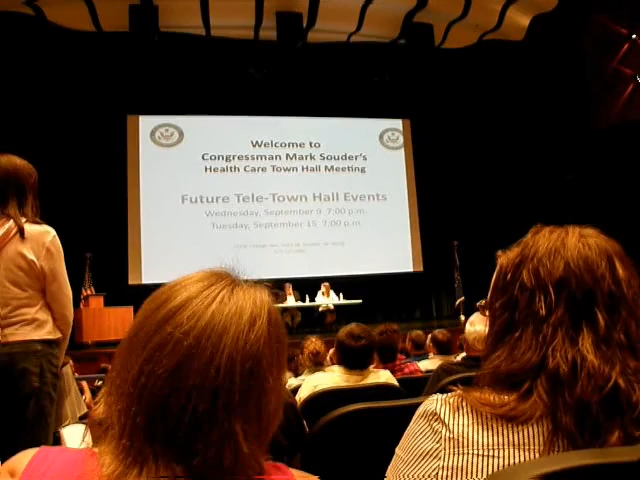 Welcome to
Congressman Mark Souder's
Health Care Town Hall Meeting
Future Tele-Town Hall Events
Wednesday, September 9 7:00 p.m.
Tuesday, September 15 7:00 p.m.